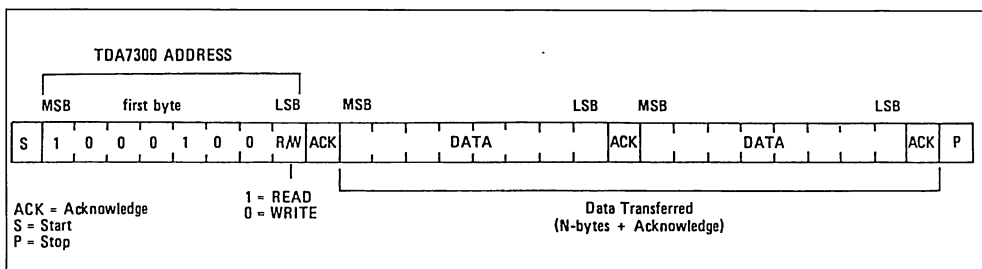 TDA7300 ADDRESS
MSB first byte LSB MSB LSB MSB LSB
S 1 0 0 0 1 0 0 R/W ACK DATA ACK DATA ACK P
1 = READ
0 = WRITE
ACK = Acknowledge
S = Start
P = Stop
Data Transferred
(N-bytes + Acknowledge)